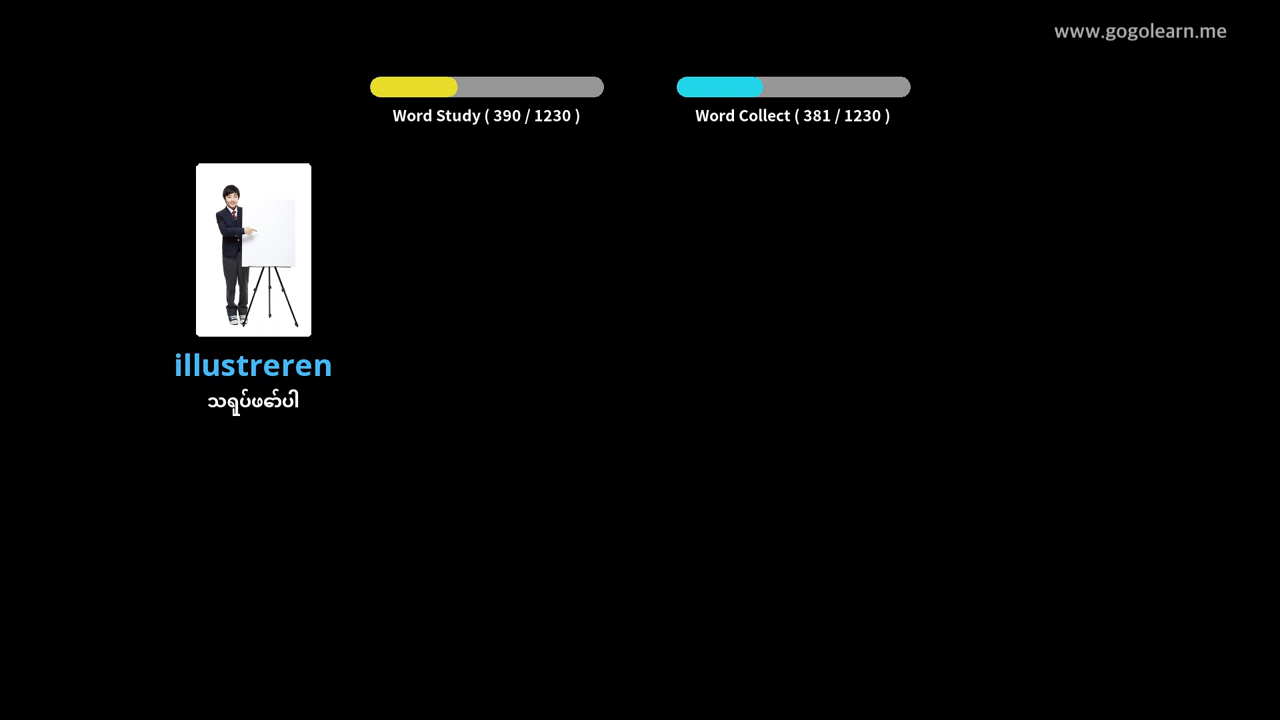 www.gogolearn.me
Word Study ( 390 / 1230 )
Word Collect ( 381 / 1230 )
illustreren
သရုပ်ဖော်ပါ